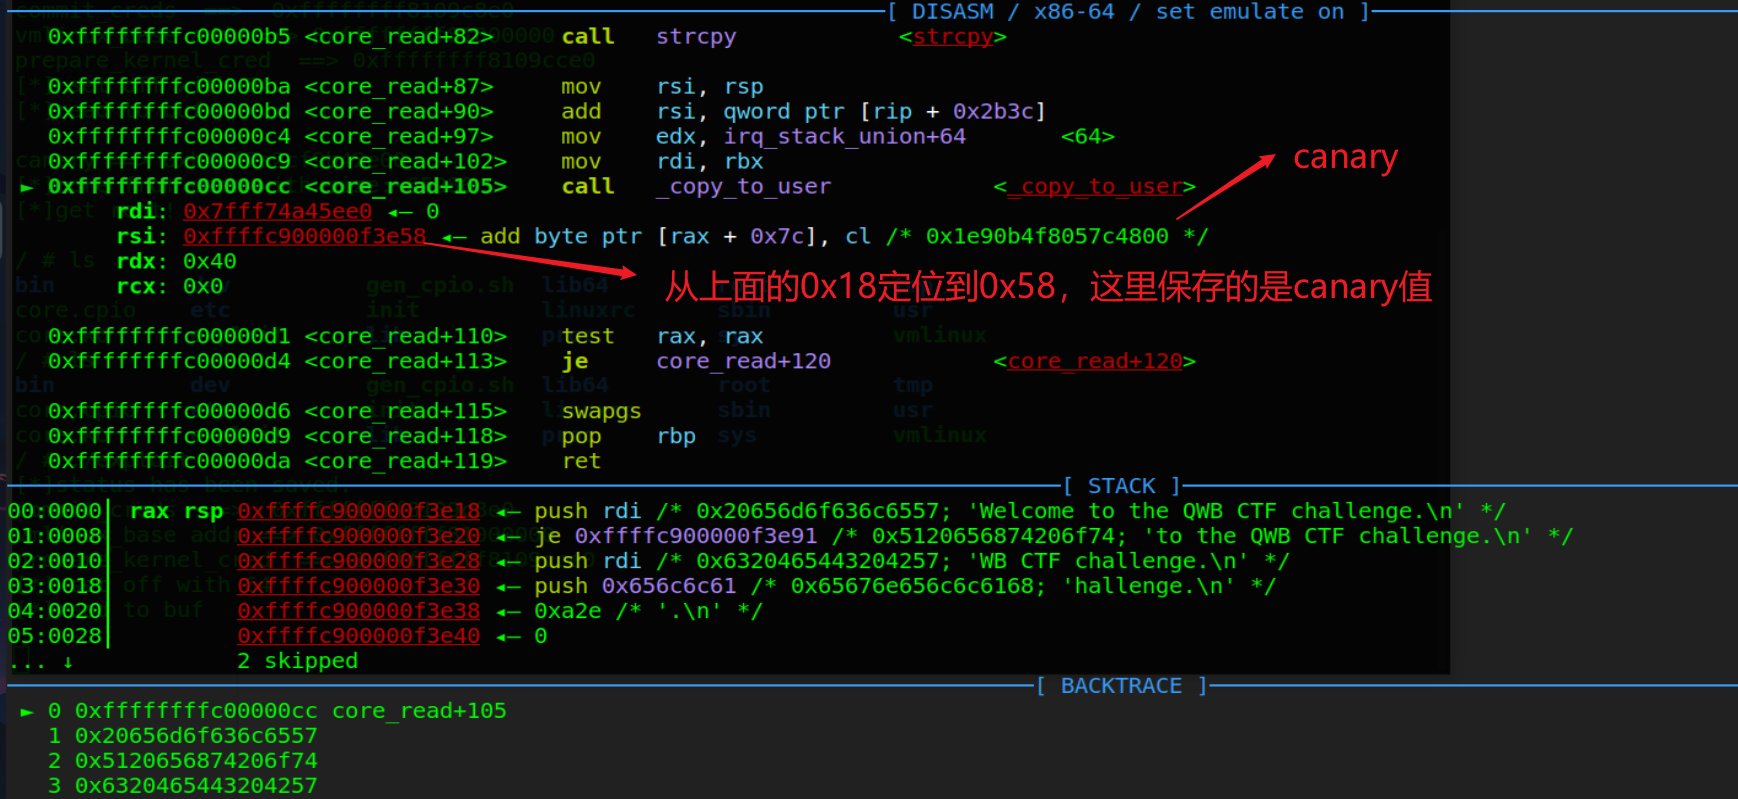 [ DISASM / x86-64 / set emulate on ]
0xffffffffc00000b5 <core_read+82> call strcpy <strcpy>
0xffffffffc00000ba <core_read+87> mov rsi, rsp
0xffffffffc00000bd <core_read+90> add rsi, qword ptr [rip + 0x2b3c]
0xffffffffc00000c4 <core_read+97> mov edx, irq_stack_union+64 <64>
0xffffffffc00000c9 <core_read+102> mov rdi, rbx
► 0xffffffffc00000cc <core_read+105> call _copy_to_user <_copy_to_user>
canary
rdi: 0x7fff74a45ee0 ◂— 0
rsi: 0xffffc900000f3e58 ◂— add byte ptr [rax + 0x7c], cl /* 0x1e90b4f8057c4800 */
rdx: 0x40
rcx: 0x0
从上面的0x18定位到0x58，这里保存的是canary值
0xffffffffc00000d1 <core_read+110> test rax, rax
0xffffffffc00000d4 <core_read+113> je core_read+120 <core_read+120>
0xffffffffc00000d6 <core_read+115> swapgs
0xffffffffc00000d9 <core_read+118> pop rbp
0xffffffffc00000da <core_read+119> ret
[ STACK ]
00:0000│ rax rsp 0xffffc900000f3e18 ◂— push rdi /* 0x20656d6f636c6557; 'Welcome to the QWB CTF challenge.\n' */
01:0008│ 0xffffc900000f3e20 ◂— je 0xffffc900000f3e91 /* 0x5120656874206f74; 'to the QWB CTF challenge.\n' */
02:0010│ 0xffffc900000f3e28 ◂— push rdi /* 0x6320465443204257; 'WB CTF challenge.\n' */
03:0018│ 0xffffc900000f3e30 ◂— push 0x656c6c61 /* 0x65676e656c6c6168; 'hallenge.\n' */
04:0020│ 0xffffc900000f3e38 ◂— 0xa2e /* '.\n' */
05:0028│ 0xffffc900000f3e40 ◂— 0
... ↓ 2 skipped
[ BACKTRACE ]
► 0 0xffffffffc00000cc core_read+105
1 0x20656d6f636c6557
2 0x5120656874206f74
3 0x6320465443204257